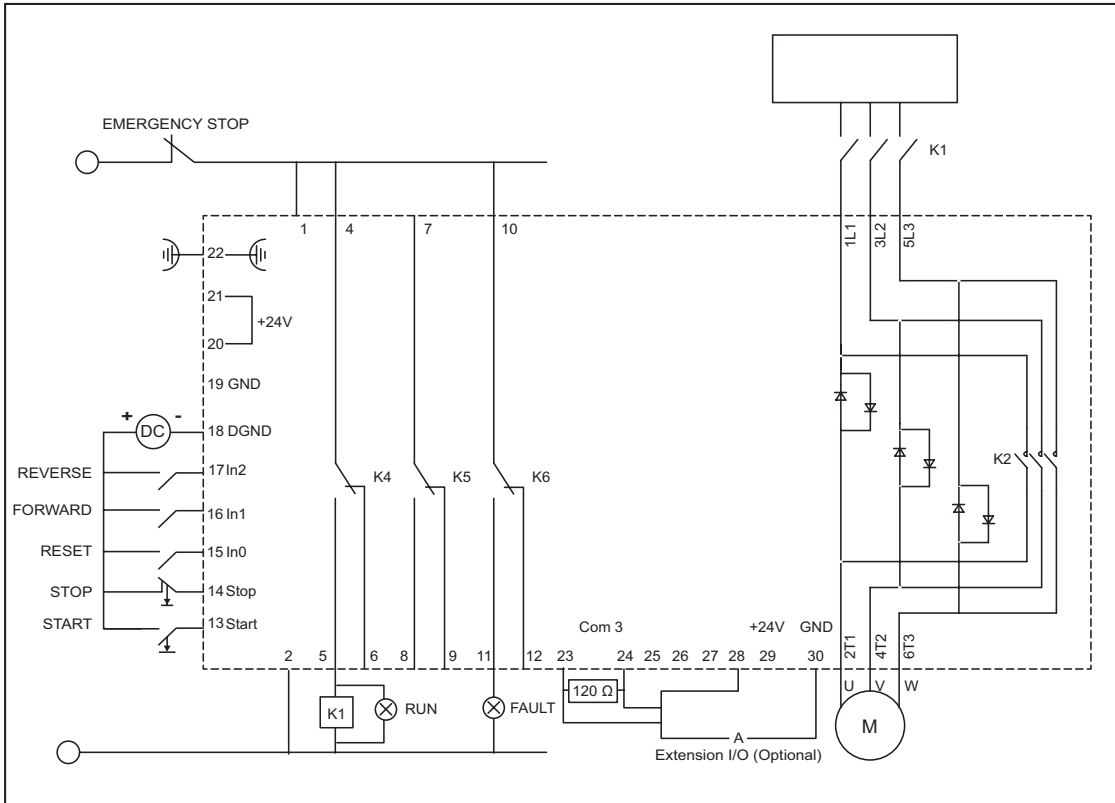 EMERGENCY STOP
K1
1 4 7 10
1L1 3L2 5L3
22
21
+24V
20
19 GND
+ DC -
18 DGND
REVERSE
17 In2
K4 K5 K6 K2
FORWARD
16 In1
RESET
15 In0
STOP
14 Stop
START
13 Start
Com 3 +24V GND
2T1 4T2 6T3
2 5 6 8 9 11 12 23 24 25 26 27 28 29 30
120 Ω
U V W
K1
RUN
FAULT
M
A
Extension I/O (Optional)